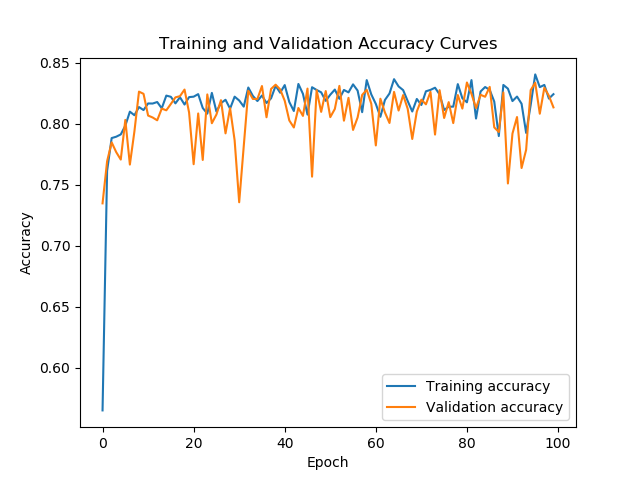 Training and Validation Accuracy Curves
0.85
0.80
0.75
0.70
0.65
0.60
Accuracy
Training accuracy
Validation accuracy
0
20
40
60
80
100
Epoch